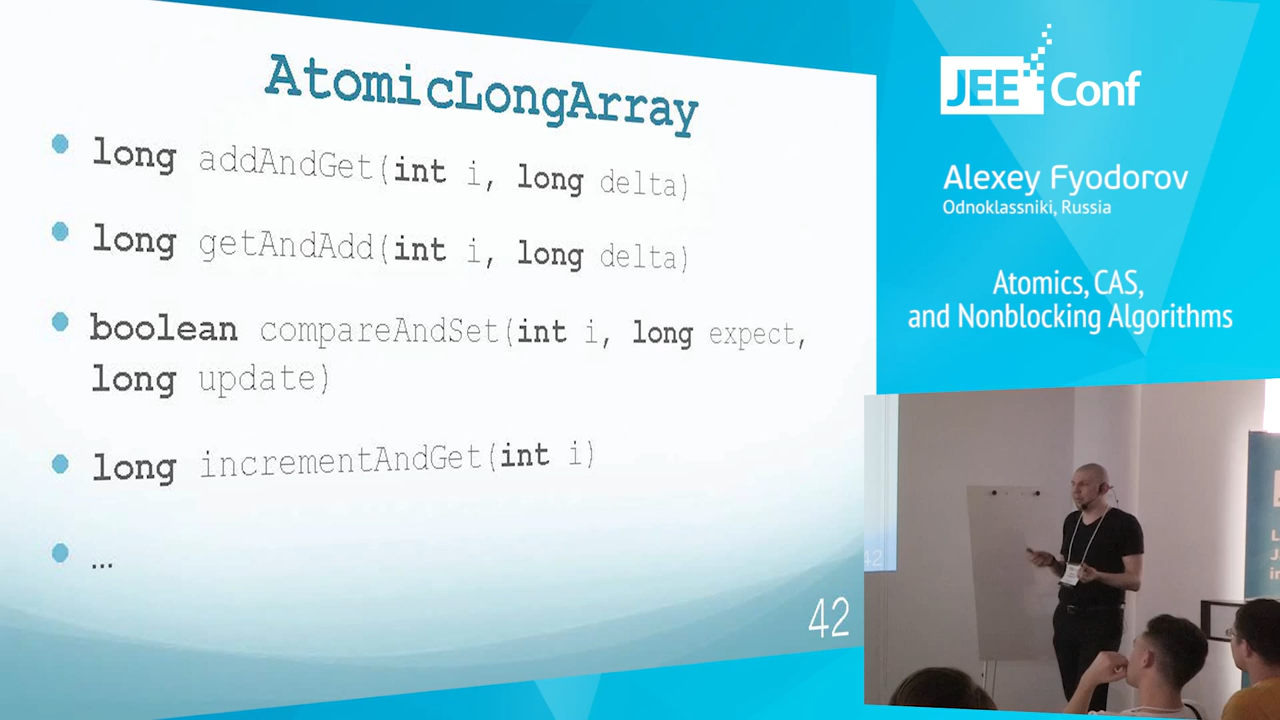 AtomicLongArray
long addAndGet(int i, long delta)
long getAndAdd(int i, long delta)
boolean compareAndSet(int i, long expect,
long update)
long incrementAndGet(int i)
...
42
JEE Conf
Alexey Fyodorov
Odnoklassniki, Russia
Atomics, CAS,
and Nonblocking Algorithms
42